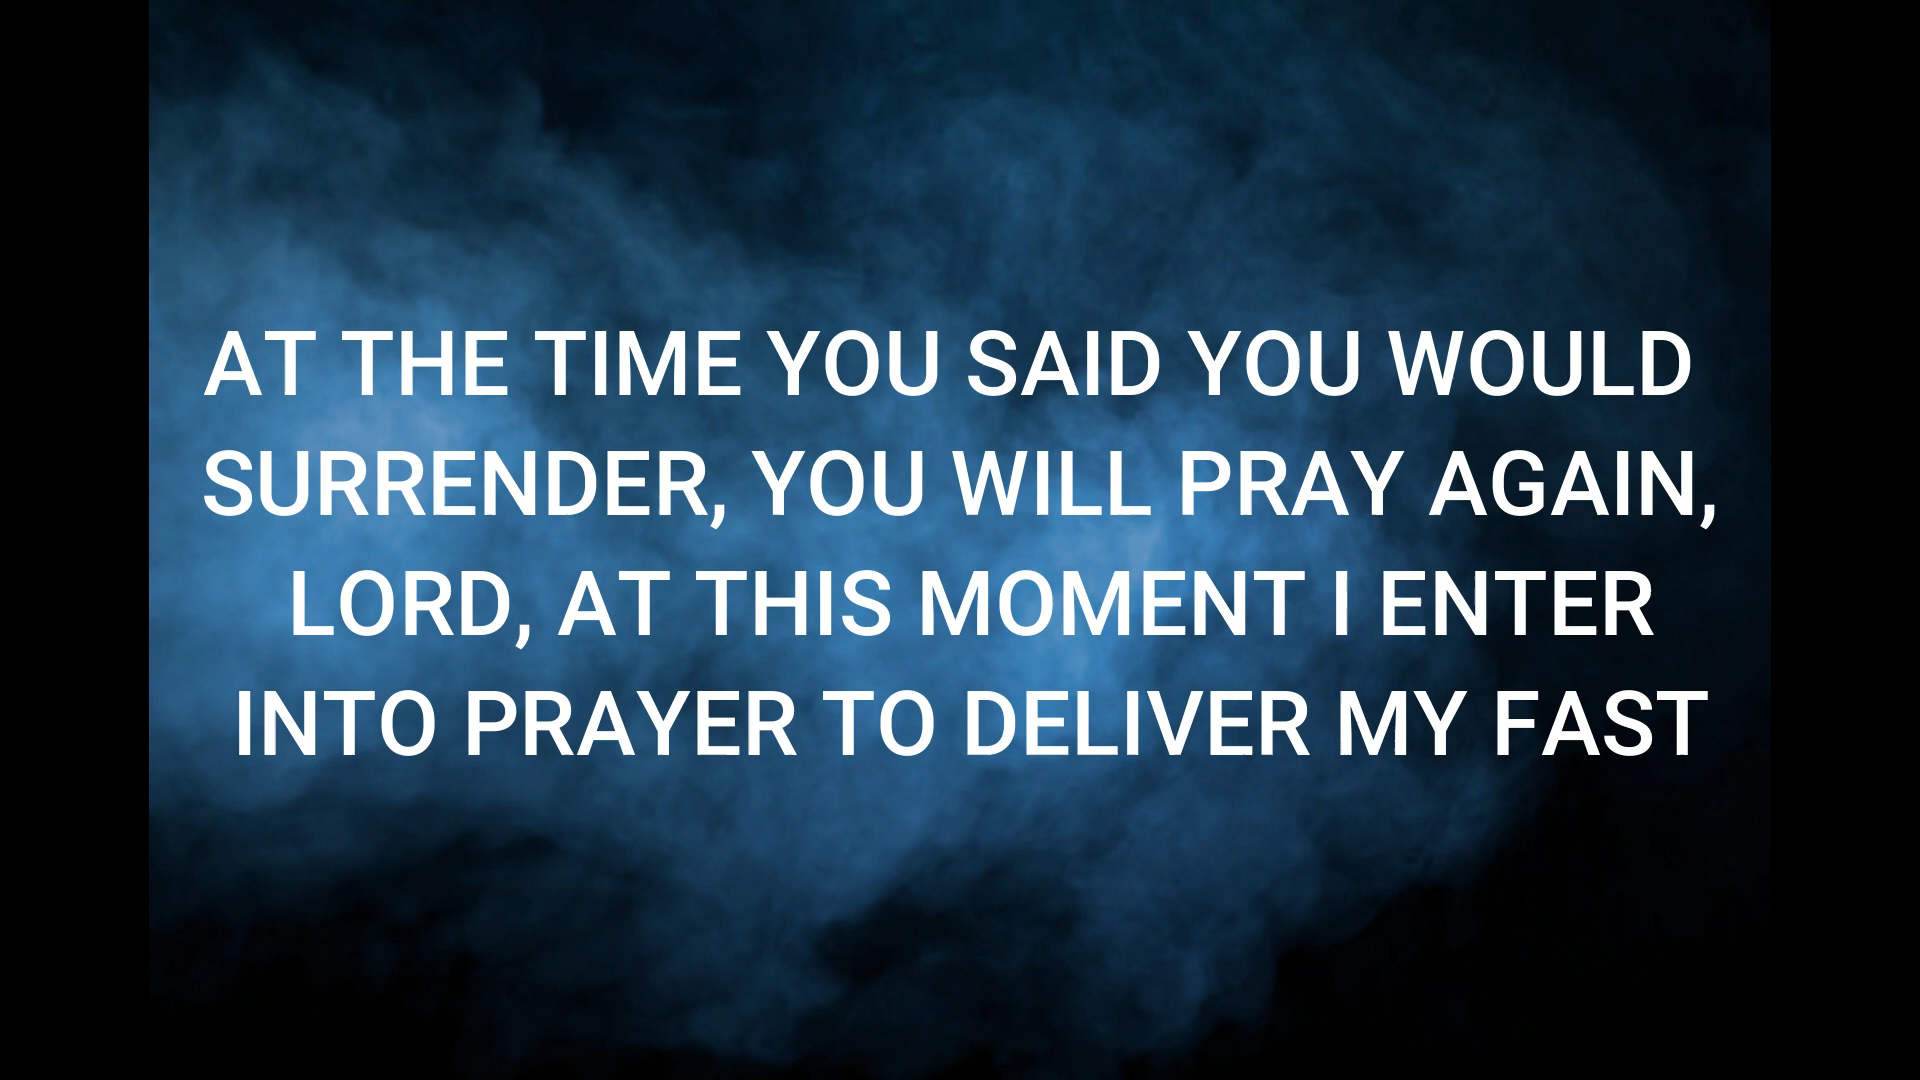 AT THE TIME YOU SAID YOU WOULD
SURRENDER, YOU WILL PRAY AGAIN,
LORD, AT THIS MOMENT I ENTER
INTO PRAYER TO DELIVER MY FAST